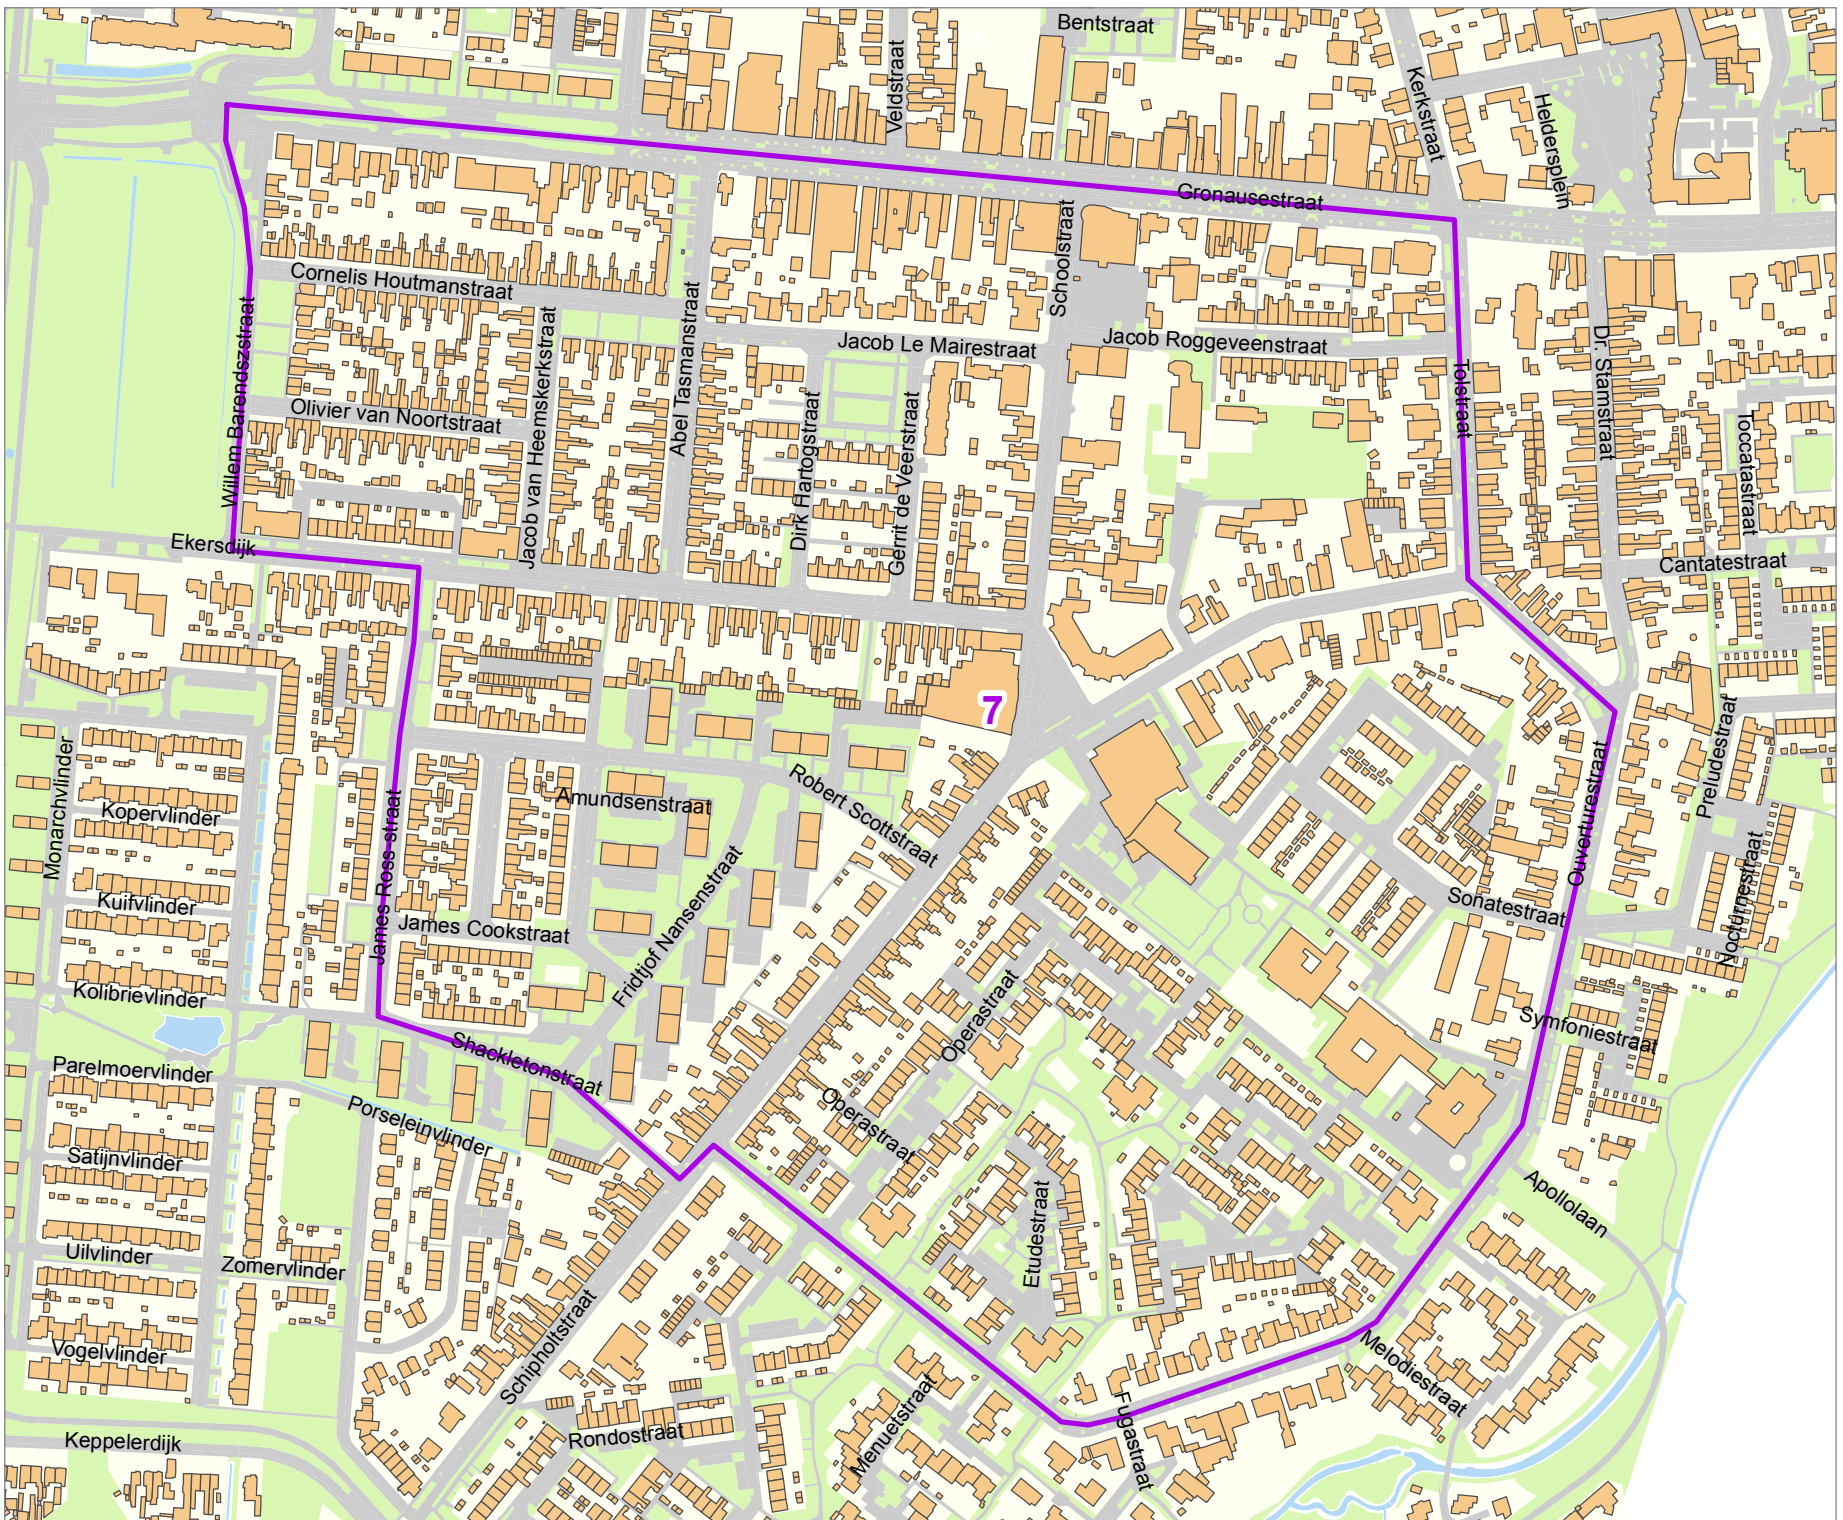 Bentstraat
Veldstraat
Kerkstraat
Heldersplein
Gronausestraat
Schoolstraat
Cornelis Houtmanstraat
Willem Barendszstraat
Jacob van Heemskerkstraat
Abel Tasmanstraat
Jacob Le Mairestraat
Jacob Roggeveenstraat
Tolstraat
Dr. Stamstraat
Olivier van Noortstraat
Dirk Hartogstraat
Gerrit de Veerstraat
Toccatastraat
Ekersdijk
Cantatestraat
7
Preludestraat
Monarchvlinder
Robert Scottstraat
Amundsenstraat
Ouverturestraat
Kopervlinder
James Ross-straat
Fridtjof Nansenstraat
Nocturnestraat
Kuifvlinder
Sonatestraat
James Cookstraat
Operastraat
Kolibrievlinder
Symfoniestraat
Shackletonstraat
Parelmoervlinder
Porseleinvlinder
Operastraat
Satijnvlinder
Etudestraat
Apollolaan
Uilvlinder
Zomervlinder
Schipholtstraat
Vogelvlinder
Melodiestraat
Menuetstraat
Fugastraat
Rondostraat
Keppelerdijk